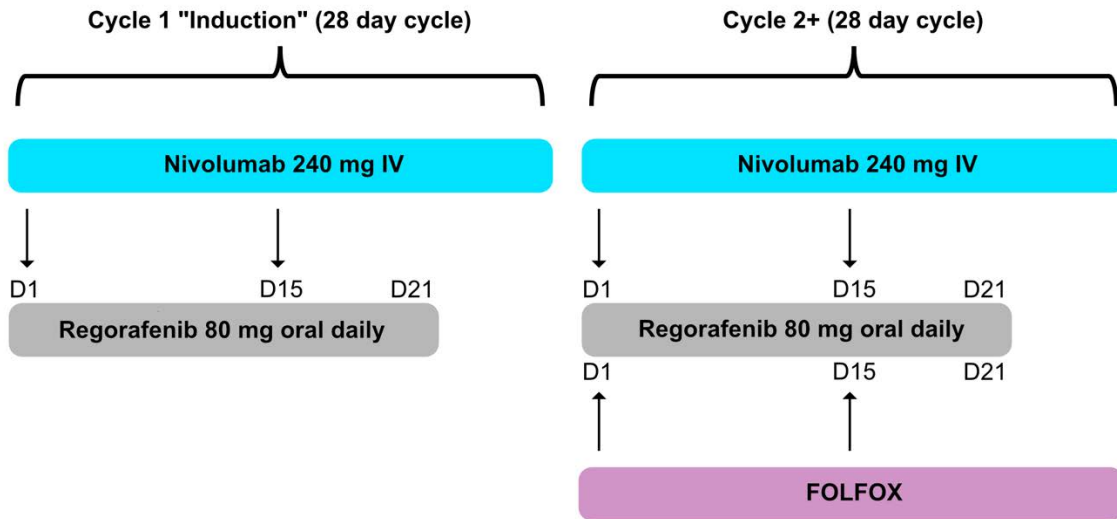 Cycle 1 "Induction" (28 day cycle)
Nivolumab 240 mg IV
D1 D15 D21
Regorafenib 80 mg oral daily
Cycle 2+ (28 day cycle)
Nivolumab 240 mg IV
D1 D15 D21
Regorafenib 80 mg oral daily
D1 D15 D21
FOLFOX